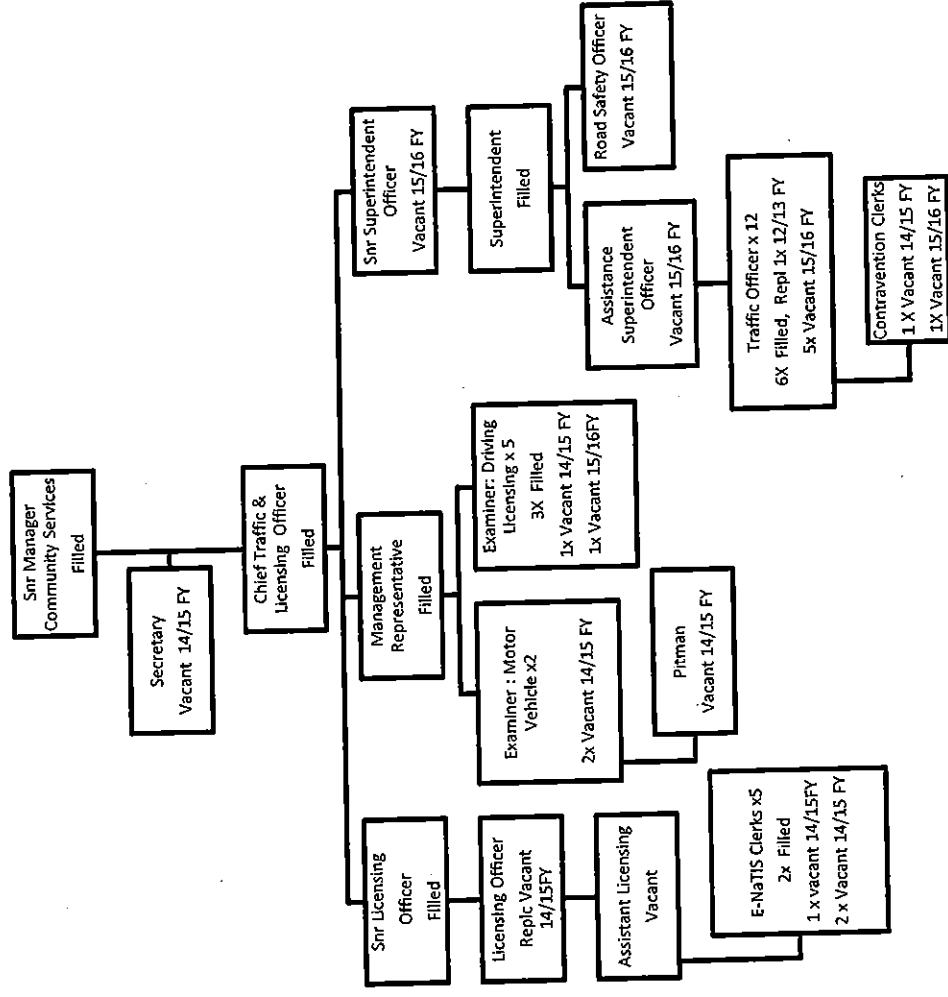 Snr Manager
Community Services
Filled
Secretary
Vacant 14/15 FY
Chief Traffic &
Licensing Officer
Filled
Snr Licensing
Officer
Filled
Management
Representative
Filled
Snr Superintendent
Officer
Vacant 15/16 FY
Licensing Officer
Replc Vacant
14/15FY
Examiner : Motor
Vehicle x2
2x Vacant 14/15 FY
Examiner: Driving
Licensing x 5
3X Filled
1x Vacant 14/15 FY
1x Vacant 15/16FY
Superintendent
Filled
Assistant Licensing
Vacant
Pitman
Vacant 14/15 FY
Assistance
Superintendent
Officer
Vacant 15/16 FY
Road Safety Officer
Vacant 15/16 FY
E-NaTIS Clerks x5
2x Filled
1 x vacant 14/15FY
2 x Vacant 14/15 FY
Traffic Officer x 12
6X Filled, Repl 1x 12/13 FY
5x Vacant 15/16 FY
Contravention Clerks
1 X Vacant 14/15 FY
1X Vacant 15/16 FY